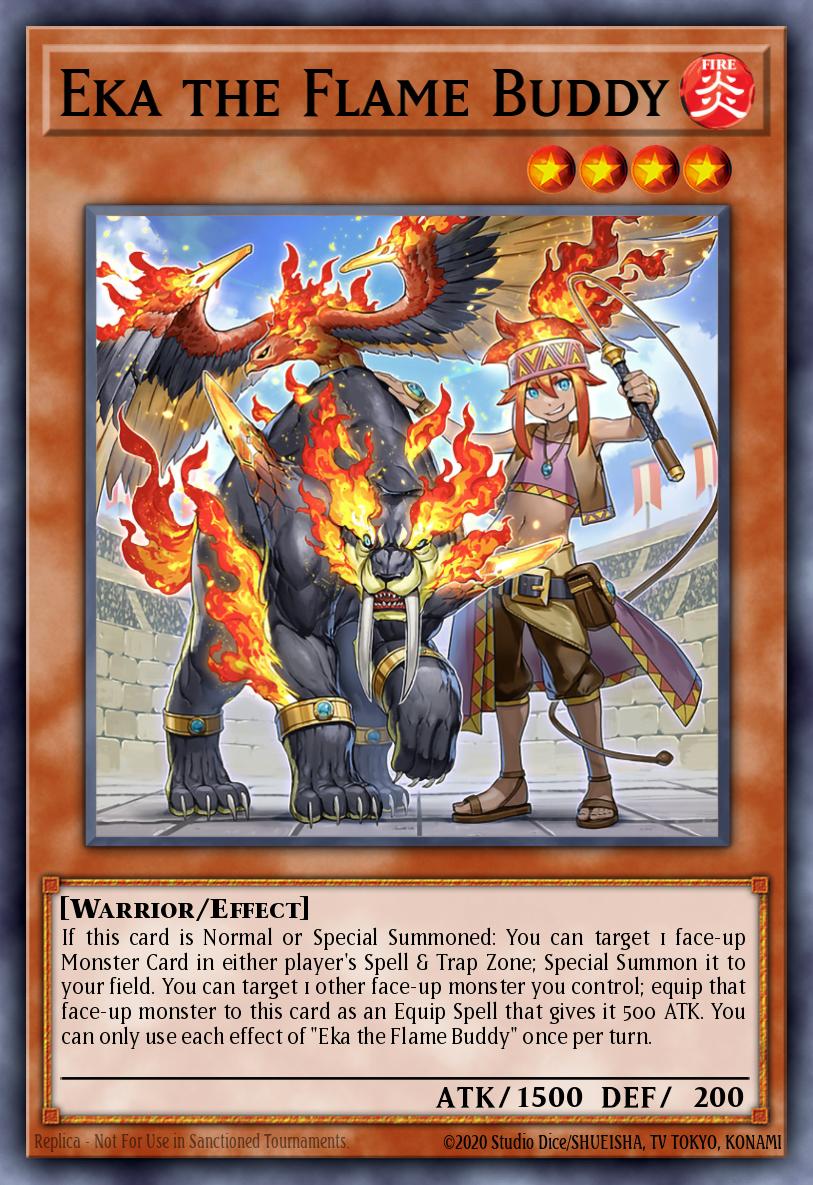 Eka the Flame Buddy
FIRE
炎
[Warrior/Effect]
If this card is Normal or Special Summoned: You can target 1 face-up
Monster Card in either player's Spell & Trap Zone; Special Summon it to
your field. You can target 1 other face-up monster you control; equip that
face-up monster to this card as an Equip Spell that gives it 500 ATK. You
can only use each effect of "Eka the Flame Buddy" once per turn.
ATK/1500 DEF/ 200
Replica - Not For Use in Sanctioned Tournaments.
©2020 Studio Dice/SHUEISHA, TV TOKYO, KONAMI